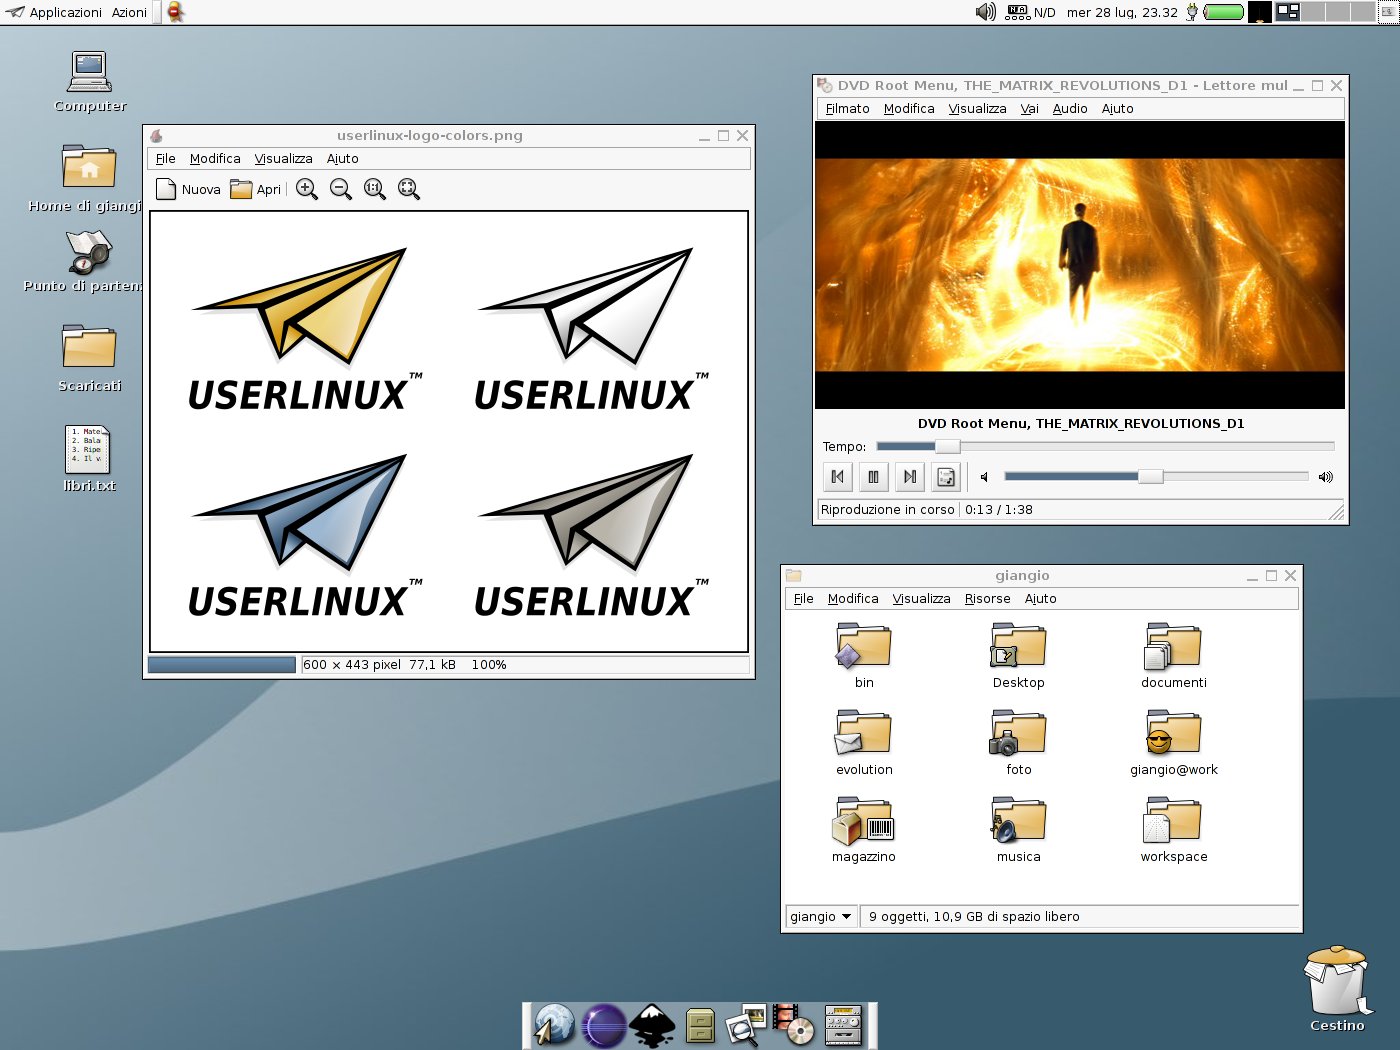 Applicazioni Azioni
N/D mer 28 lug, 23.32
Computer
Home di giangi
Punto di parten
Scaricati
1. Mate
2. Bala
3. Ripe
4. Il v
libri.txt
userlinux-logo-colors.png
File Modifica Visualizza Aiuto
Nuova Apri 1:1
USERLINUX™ USERLINUX™
USERLINUX™ USERLINUX™
600 × 443 pixel 77,1 kB 100%
DVD Root Menu, THE_MATRIX_REVOLUTIONS_D1 - Lettore mul
Filmato Modifica Visualizza Vai Audio Aiuto
DVD Root Menu, THE_MATRIX_REVOLUTIONS_D1
Tempo:
Riproduzione in corso 0:13 / 1:38
giangio
File Modifica Visualizza Risorse Aiuto
bin Desktop documenti
evolution foto giangio@work
magazzino musica workspace
giangio 9 oggetti, 10,9 GB di spazio libero
Cestino